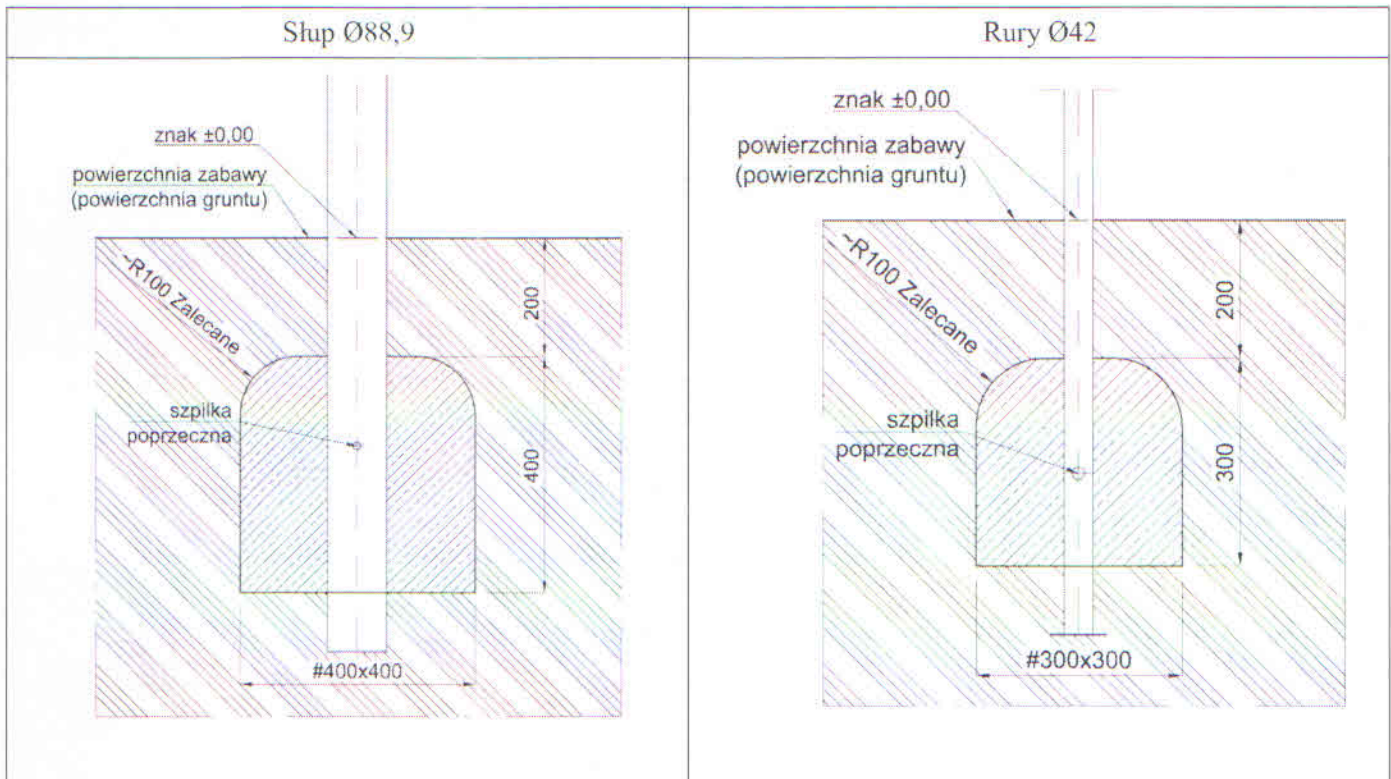 Słup Ø88,9
znak ±0,00
powierzchnia zabawy
(powierzchnia gruntu)
~R100 Zalecane
200
szpilka
poprzeczna
400
#400x400
Rury Ø42
znak ±0,00
powierzchnia zabawy
(powierzchnia gruntu)
~R100 Zalecane
200
szpilka
poprzeczna
300
#300x300